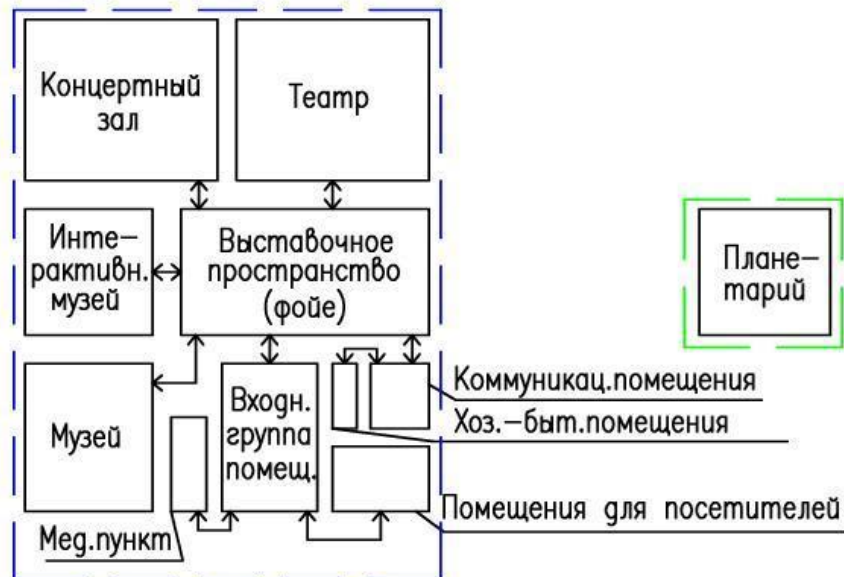 Концертный
зал
Театр
Инте-
рактивн.
музей
Выставочное
пространство
(фойе)
Плане-
тарий
Музей
Входн.
группа
помещ.
Коммуникац.помещения
Хоз.-быт.помещения
Помещения для посетителей
Мед.пункт